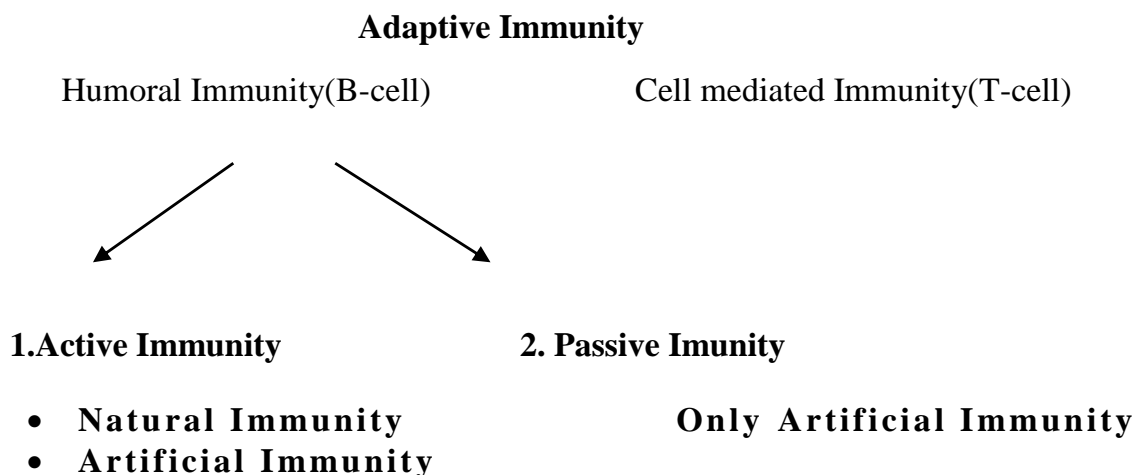 Adaptive Immunity
Humoral Immunity(B-cell) Cell mediated Immunity(T-cell)
1.Active Immunity 2. Passive Imunity
• Natural Immunity Only Artificial Immunity
• Artificial Immunity